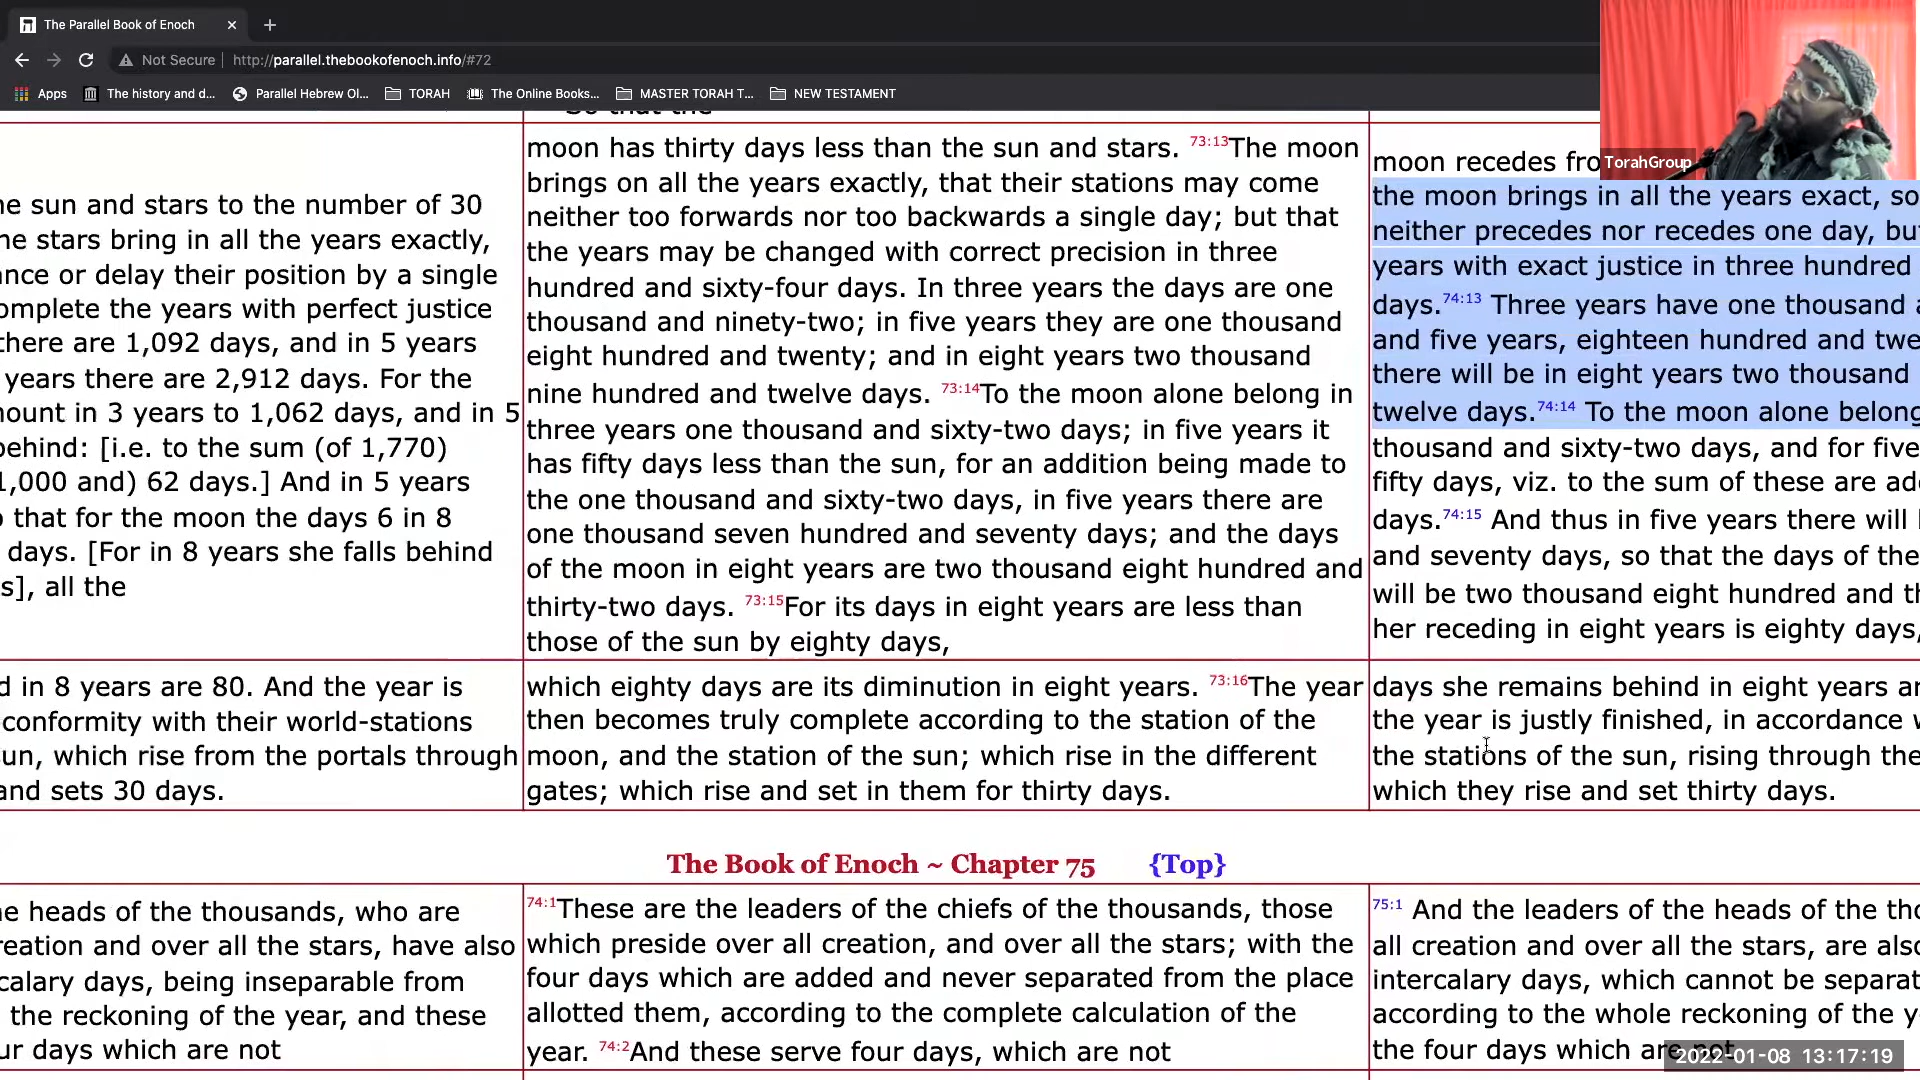 The Parallel Book of Enoch
Not Secure
http://parallel.thebookofenoch.info/#72
Apps
The history and d...
Parallel Hebrew Ol...
TORAH
The Online Books...
MASTER TORAH T...
NEW TESTAMENT
TorahGroup
he sun and stars to the number of 30
he stars bring in all the years exactly,
ance or delay their position by a single
omplete the years with perfect justice
there are 1,092 days, and in 5 years
years there are 2,912 days. For the
nount in 3 years to 1,062 days, and in 5
behind: [i.e. to the sum (of 1,770)
1,000 and) 62 days.] And in 5 years
o that for the moon the days 6 in 8
days. [For in 8 years she falls behind
s], all the
So that the
moon has thirty days less than the sun and stars. 73:13The moon
brings on all the years exactly, that their stations may come
neither too forwards nor too backwards a single day; but that
the years may be changed with correct precision in three
hundred and sixty-four days. In three years the days are one
thousand and ninety-two; in five years they are one thousand
eight hundred and twenty; and in eight years two thousand
nine hundred and twelve days. 73:14To the moon alone belong in
three years one thousand and sixty-two days; in five years it
has fifty days less than the sun, for an addition being made to
the one thousand and sixty-two days, in five years there are
one thousand seven hundred and seventy days; and the days
of the moon in eight years are two thousand eight hundred and
thirty-two days. 73:15For its days in eight years are less than
those of the sun by eighty days,
moon recedes fro
the moon brings in all the years exact, so
neither precedes nor recedes one day, but
years with exact justice in three hundred
days.74:13 Three years have one thousand a
and five years, eighteen hundred and twe
there will be in eight years two thousand
twelve days.74:14 To the moon alone belong
thousand and sixty-two days, and for five
fifty days, viz. to the sum of these are ad
days.74:15 And thus in five years there will
and seventy days, so that the days of the
will be two thousand eight hundred and th
her receding in eight years is eighty days,
d in 8 years are 80. And the year is
conformity with their world-stations
un, which rise from the portals through
and sets 30 days.
which eighty days are its diminution in eight years. 73:16The year
then becomes truly complete according to the station of the
moon, and the station of the sun; which rise in the different
gates; which rise and set in them for thirty days.
days she remains behind in eight years ar
the year is justly finished, in accordance w
the stations of the sun, rising through the
which they rise and set thirty days.
The Book of Enoch ~ Chapter 75 {Top}
e heads of the thousands, who are
reation and over all the stars, have also
calary days, being inseparable from
the reckoning of the year, and these
ur days which are not
74:1These are the leaders of the chiefs of the thousands, those
which preside over all creation, and over all the stars; with the
four days which are added and never separated from the place
allotted them, according to the complete calculation of the
year. 74:2And these serve four days, which are not
75:1 And the leaders of the heads of the tho
all creation and over all the stars, are also
intercalary days, which cannot be separat
according to the whole reckoning of the y
the four days which are not
2022-01-08 13:17:19